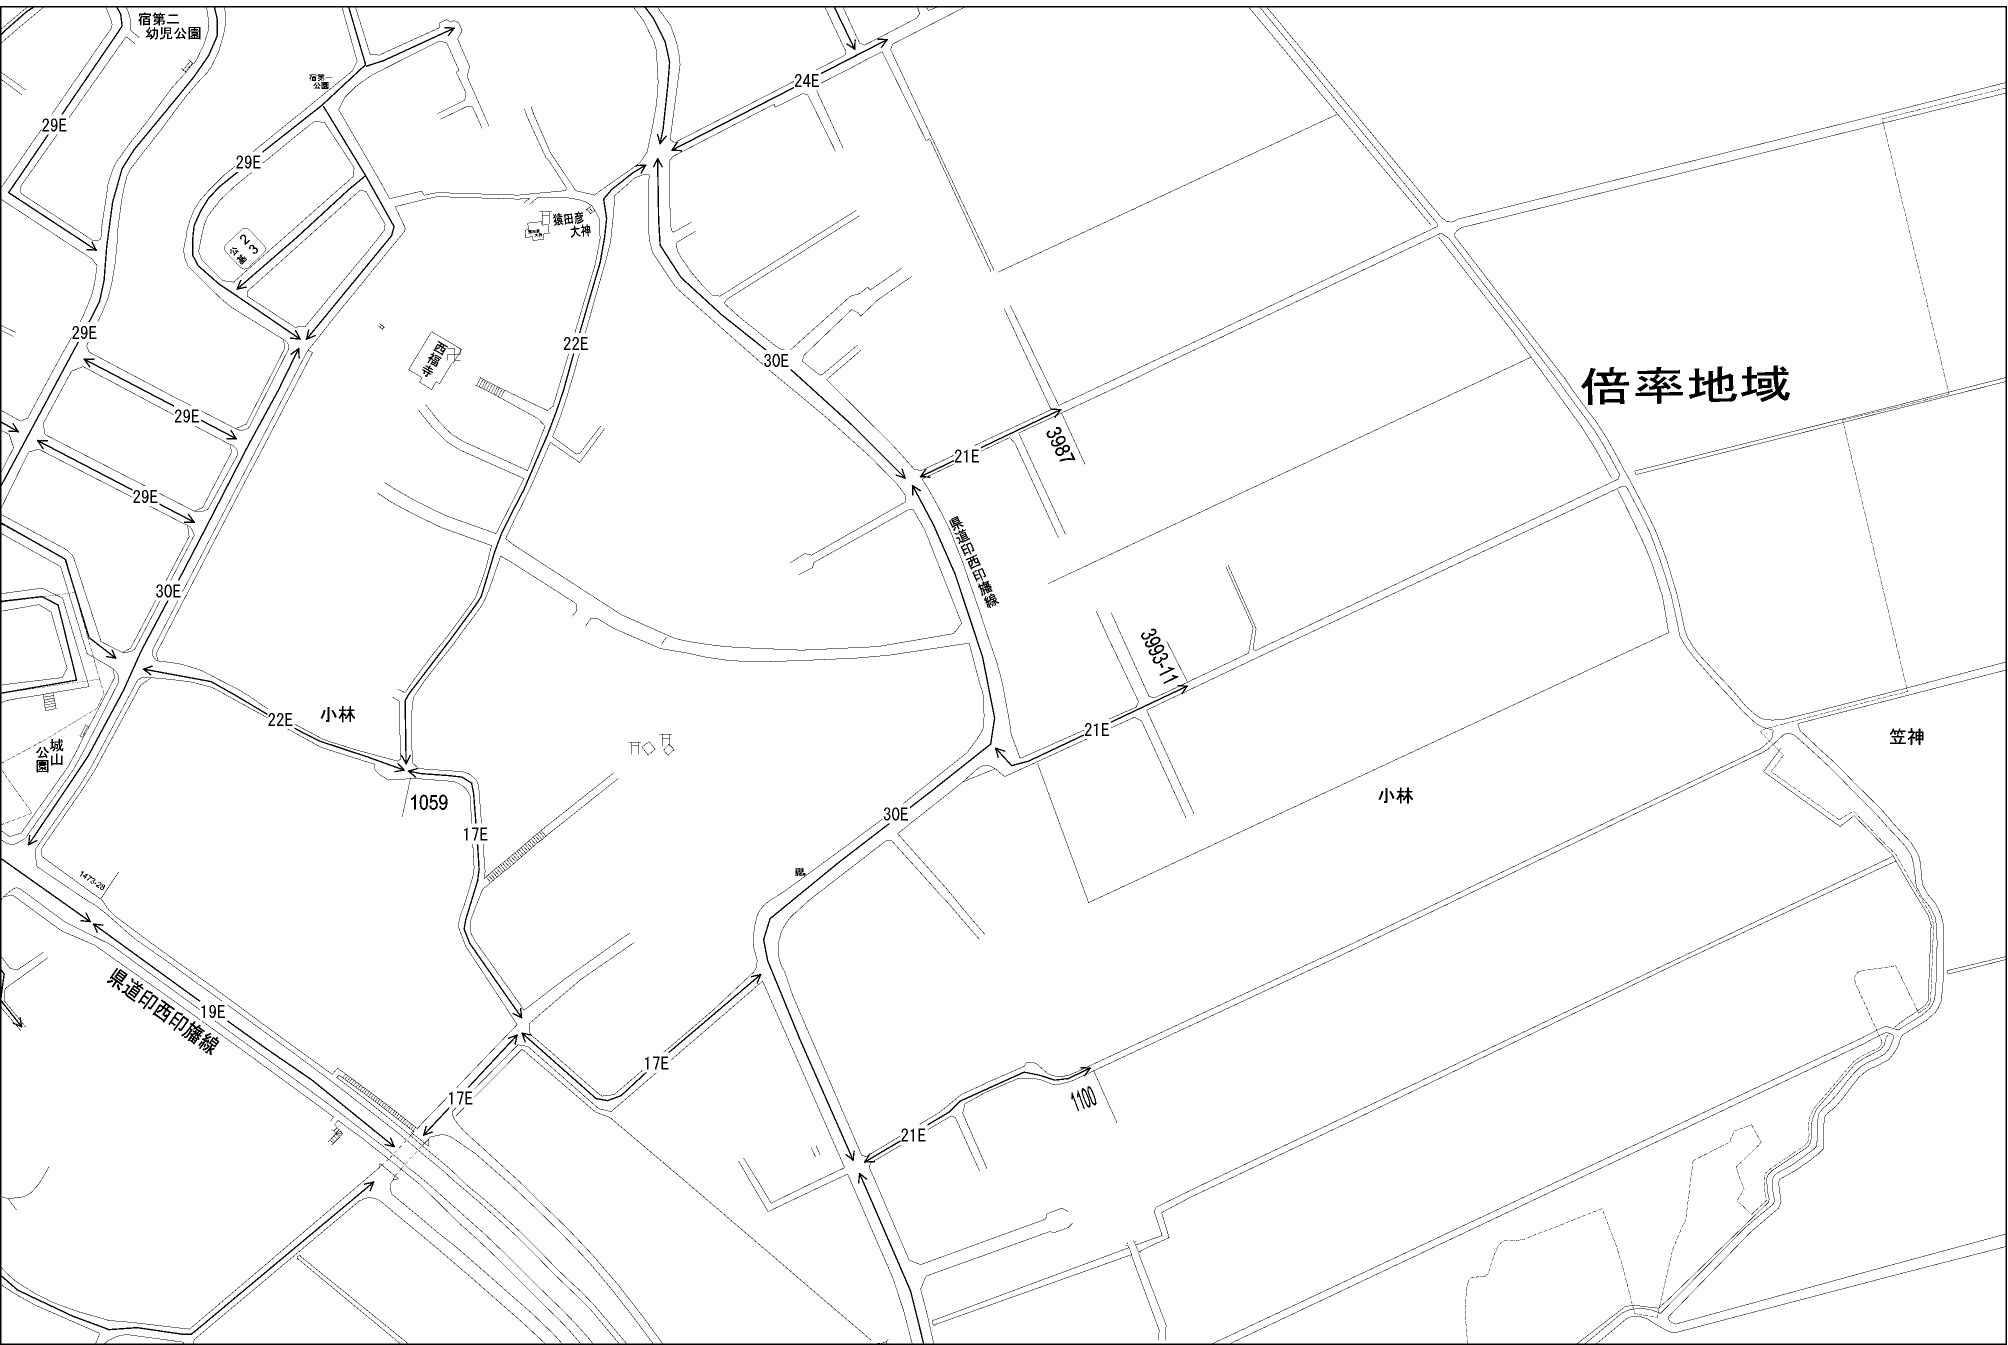 宿第二
幼児公園
宿第一
公園
24E
29E
29E
猿田彦
大神
2
3
公園
29E
22E
西福寺
30E
倍率地域
29E
3987
21E
29E
県道印西印旛線
30E
3993-11
22E
小林
21E
笠神
城山
公園
小林
1059
30E
17E
1473-28
県道印西印旛線
19E
17E
17E
1100
21E